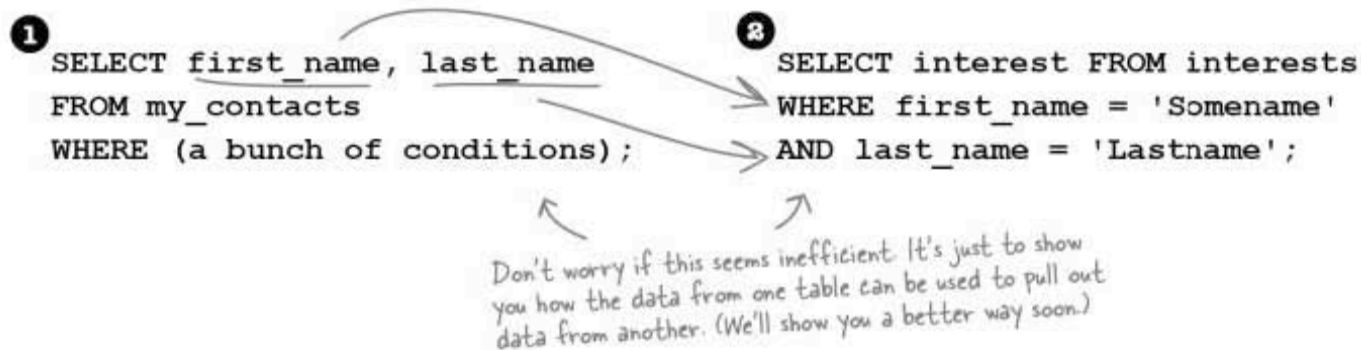 1
SELECT first_name, last_name
FROM my_contacts
WHERE (a bunch of conditions);
2
SELECT interest FROM interests
WHERE first_name = 'Somename'
AND last_name = 'Lastname';
Don't worry if this seems inefficient. It's just to show
you how the data from one table can be used to pull out
data from another. (We'll show you a better way soon.)